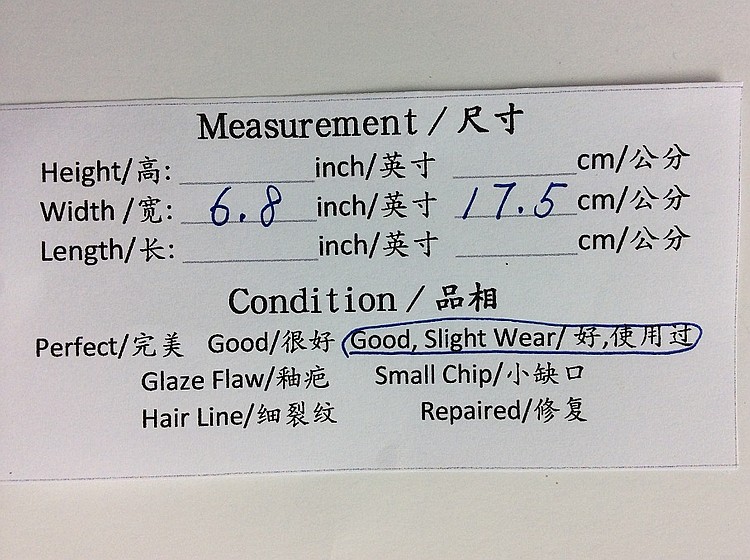 Measurement / 尺寸
Height/高: inch/英寸 cm/公分
Width /宽: 6.8 inch/英寸 17.5 cm/公分
Length/长: inch/英寸 cm/公分
Condition / 品相
Perfect/完美 Good/很好 Good, Slight Wear/ 好,使用过
Glaze Flaw/釉疤 Small Chip/小缺口
Hair Line/细裂纹 Repaired/修复